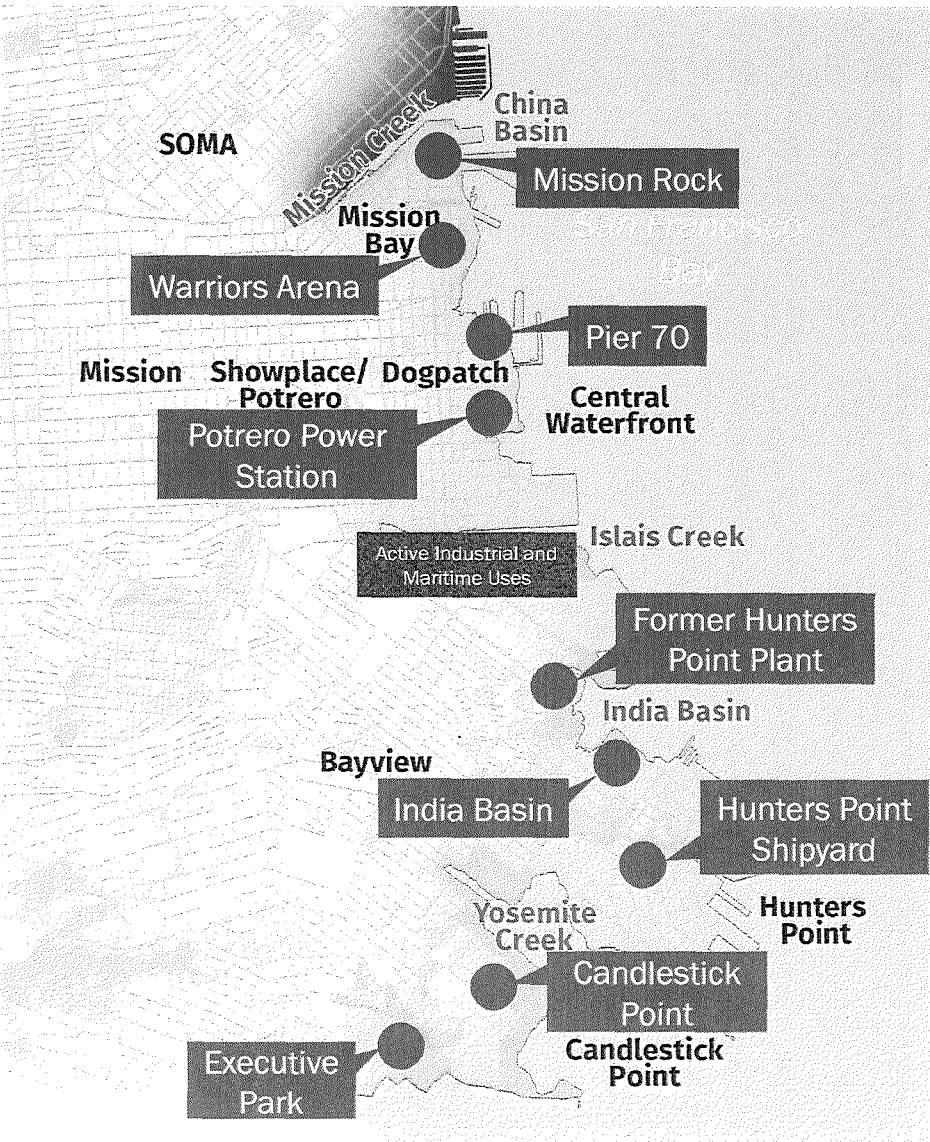 China
Basin
SOMA
Mission Creek
Mission Rock
Mission
Bay
San Francisco
Bay
Warriors Arena
Pier 70
Mission Showplace/ Dogpatch
Potrero
Central
Waterfront
Potrero Power
Station
Islais Creek
Active Industrial and
Maritime Uses
Former Hunters
Point Plant
India Basin
Bayview
India Basin
Hunters Point
Shipyard
Hunters
Point
Yosemite
Creek
Candlestick
Point
Candlestick
Point
Executive
Park